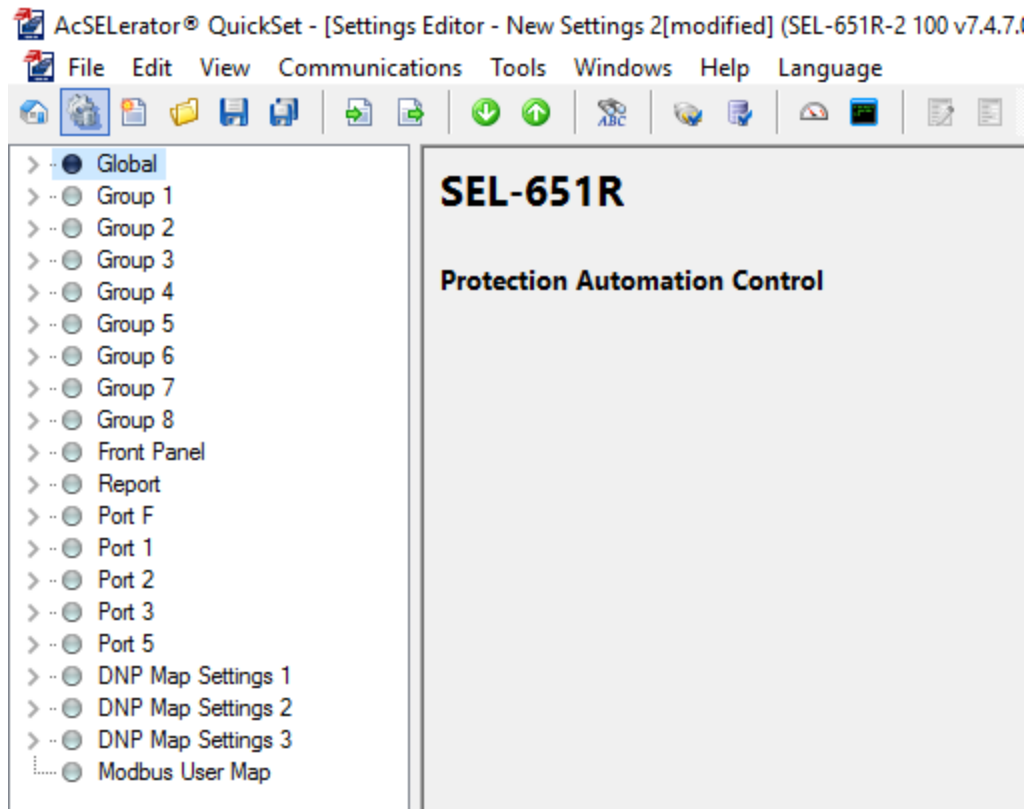 AcSELerator® QuickSet - [Settings Editor - New Settings 2[modified] (SEL-651R-2 100 v7.4.7.0
File Edit View Communications Tools Windows Help Language
ABC
Global
Group 1
Group 2
Group 3
Group 4
Group 5
Group 6
Group 7
Group 8
Front Panel
Report
Port F
Port 1
Port 2
Port 3
Port 5
DNP Map Settings 1
DNP Map Settings 2
DNP Map Settings 3
Modbus User Map
SEL-651R
Protection Automation Control